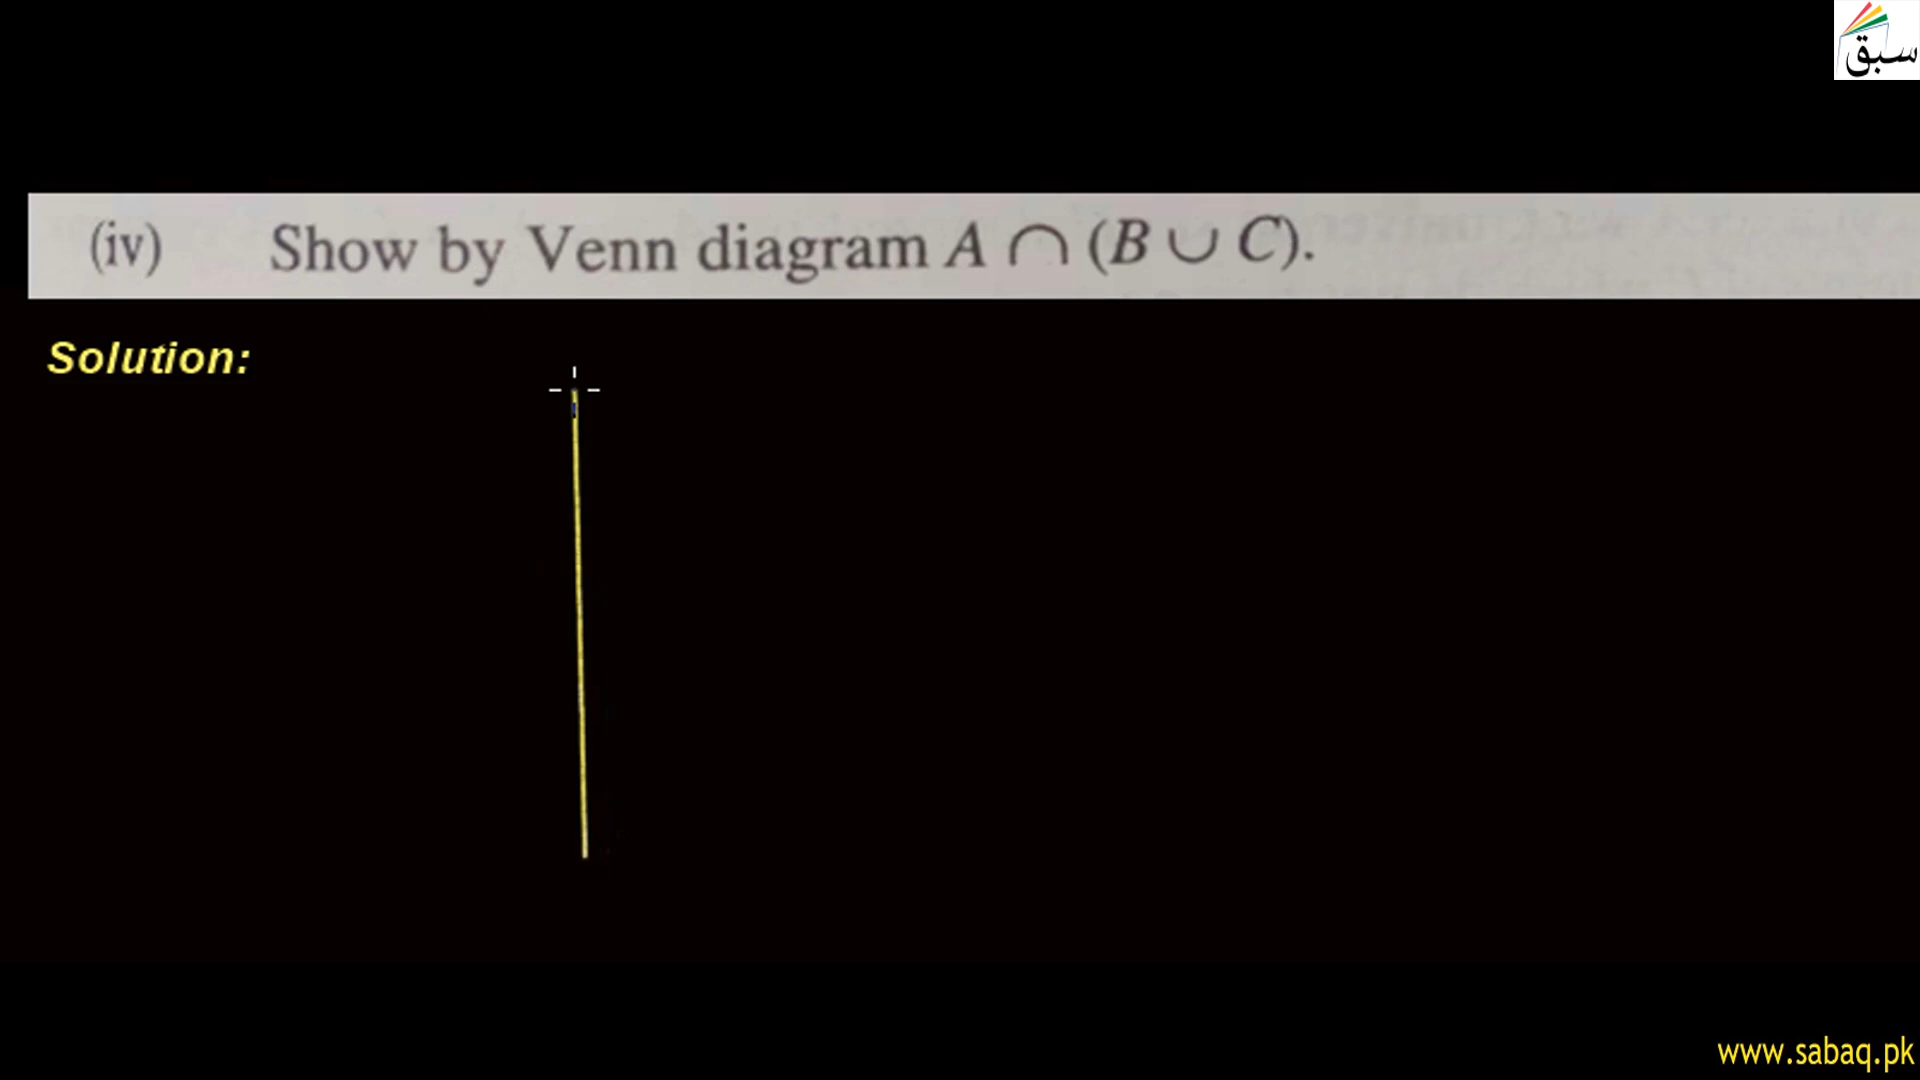 سبق
(iv) Show by Venn diagram A ∩ (B ∪ C).
Solution:
www.sabaq.pk